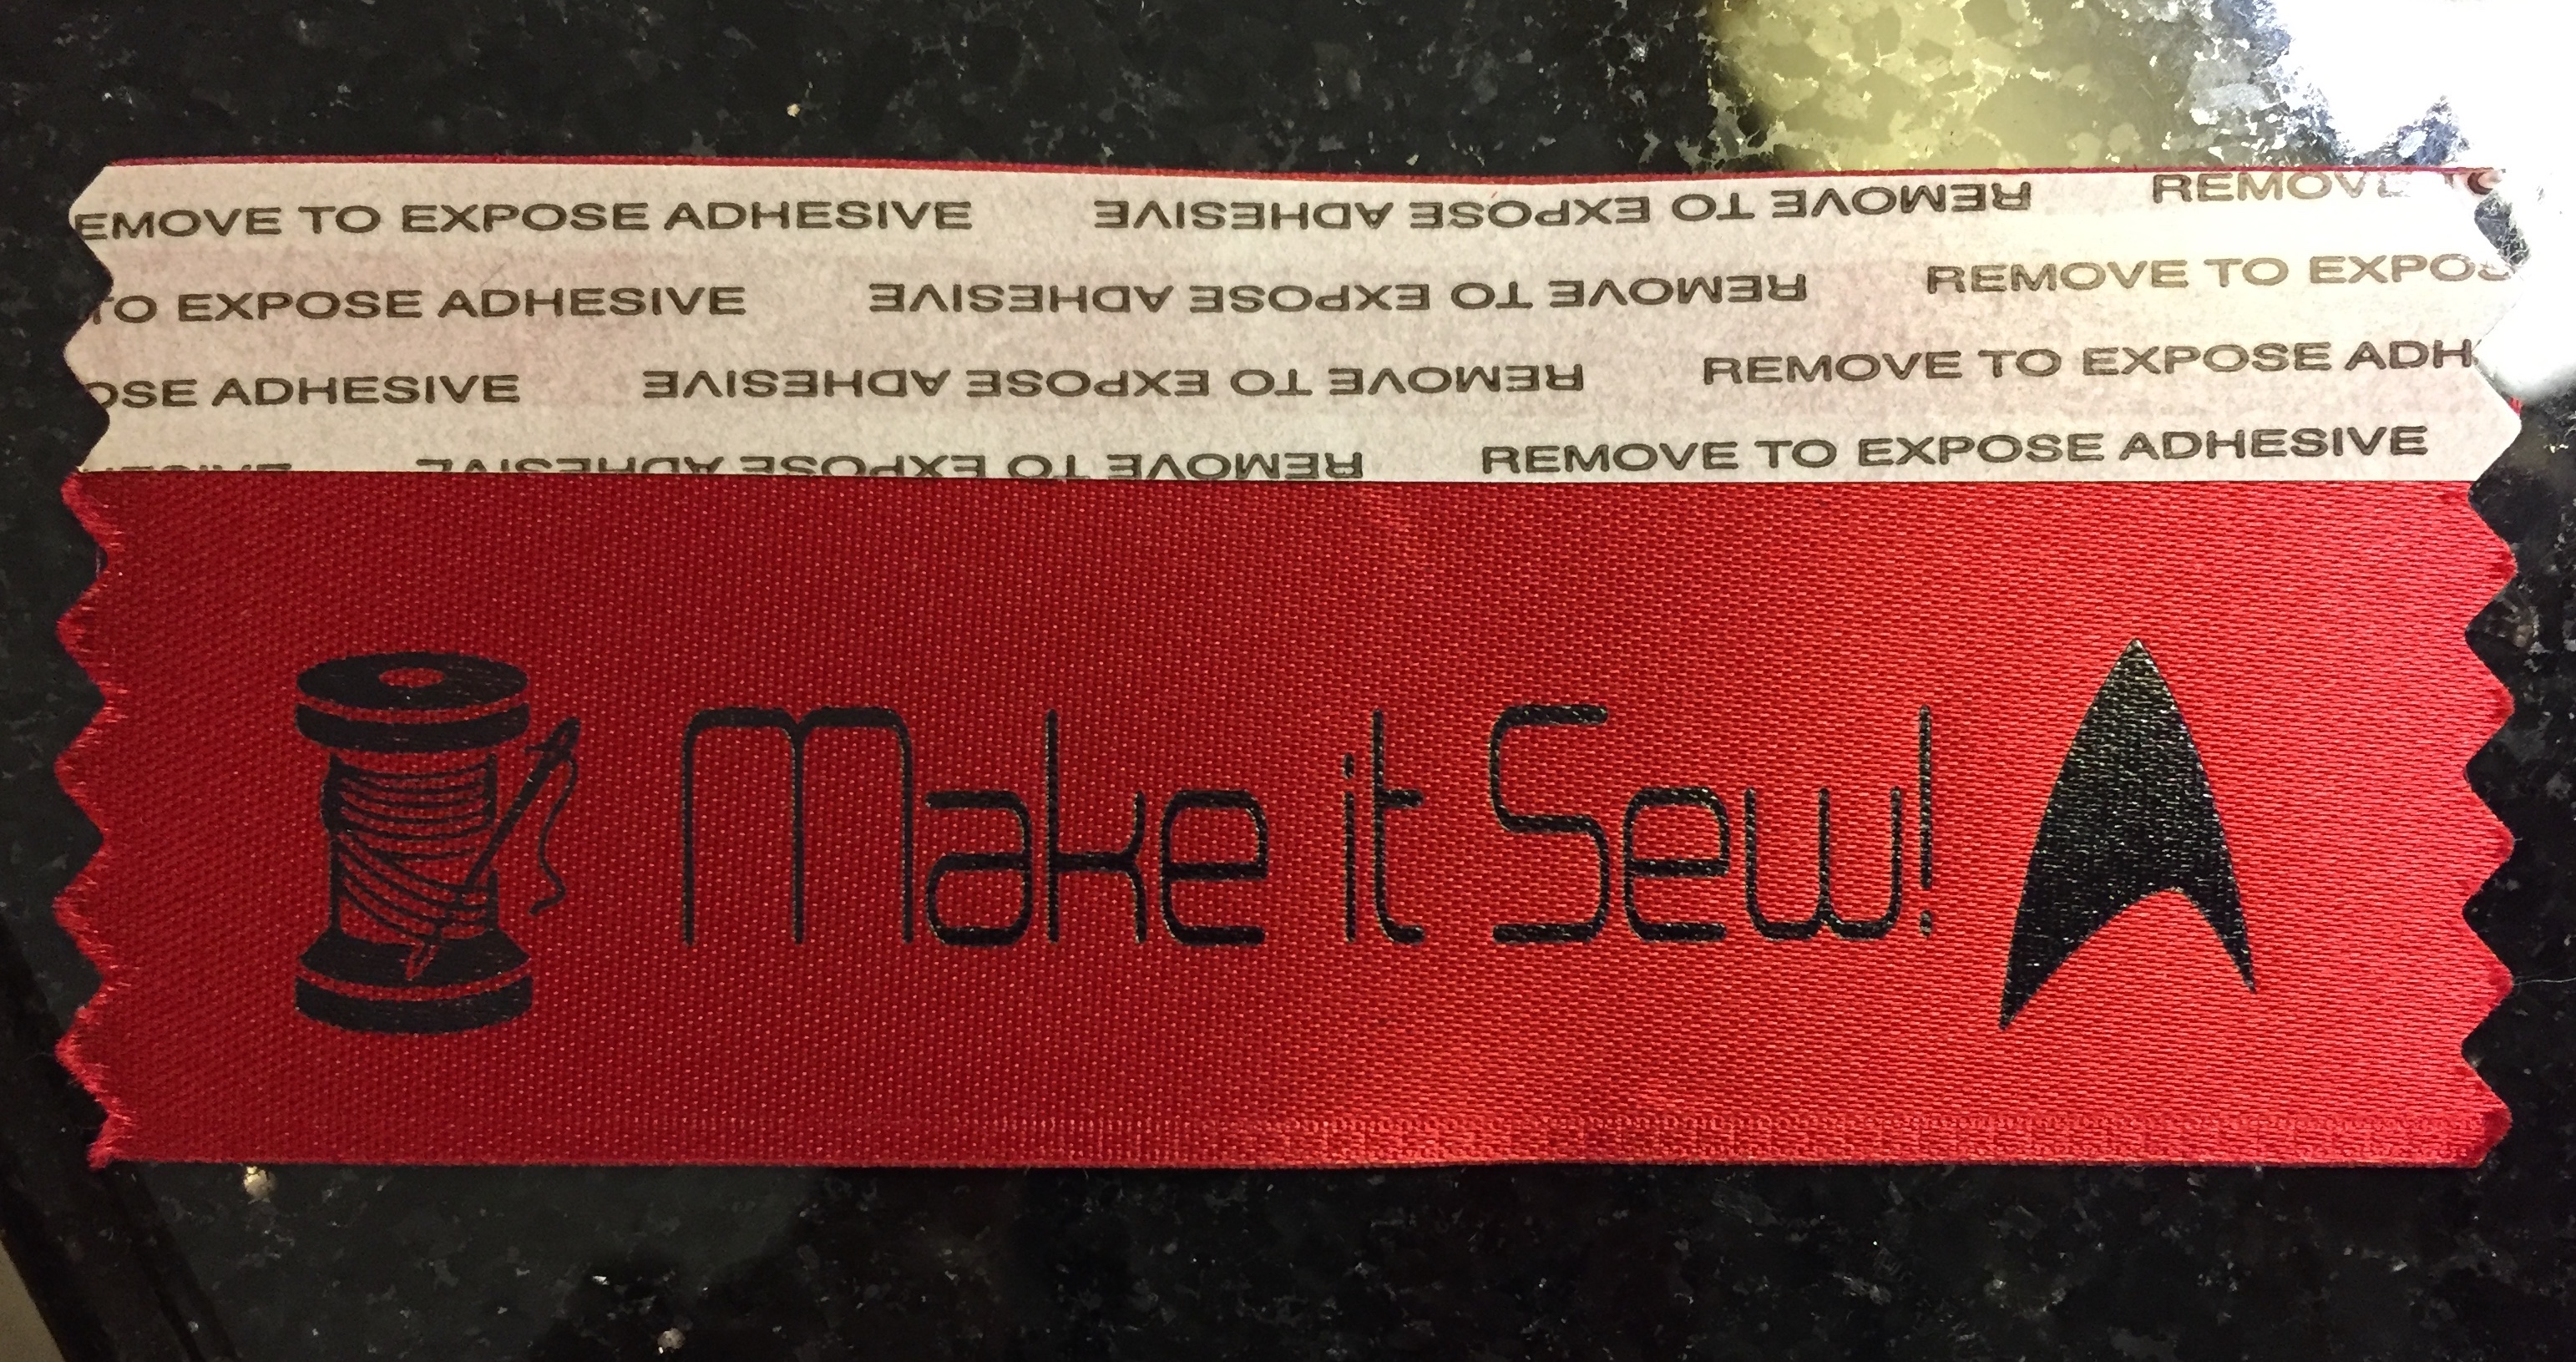 EMOVE TO EXPOSE ADHESIVE REMOVE TO EXPOSE ADHESIVE REMOVE TO
TO EXPOSE ADHESIVE REMOVE TO EXPOSE ADHESIVE REMOVE TO EXPOS
OSE ADHESIVE REMOVE TO EXPOSE ADHESIVE REMOVE TO EXPOSE ADH
REMOVE TO EXPOSE ADHESIVE REMOVE TO EXPOSE ADHESIVE
Make it Sew!